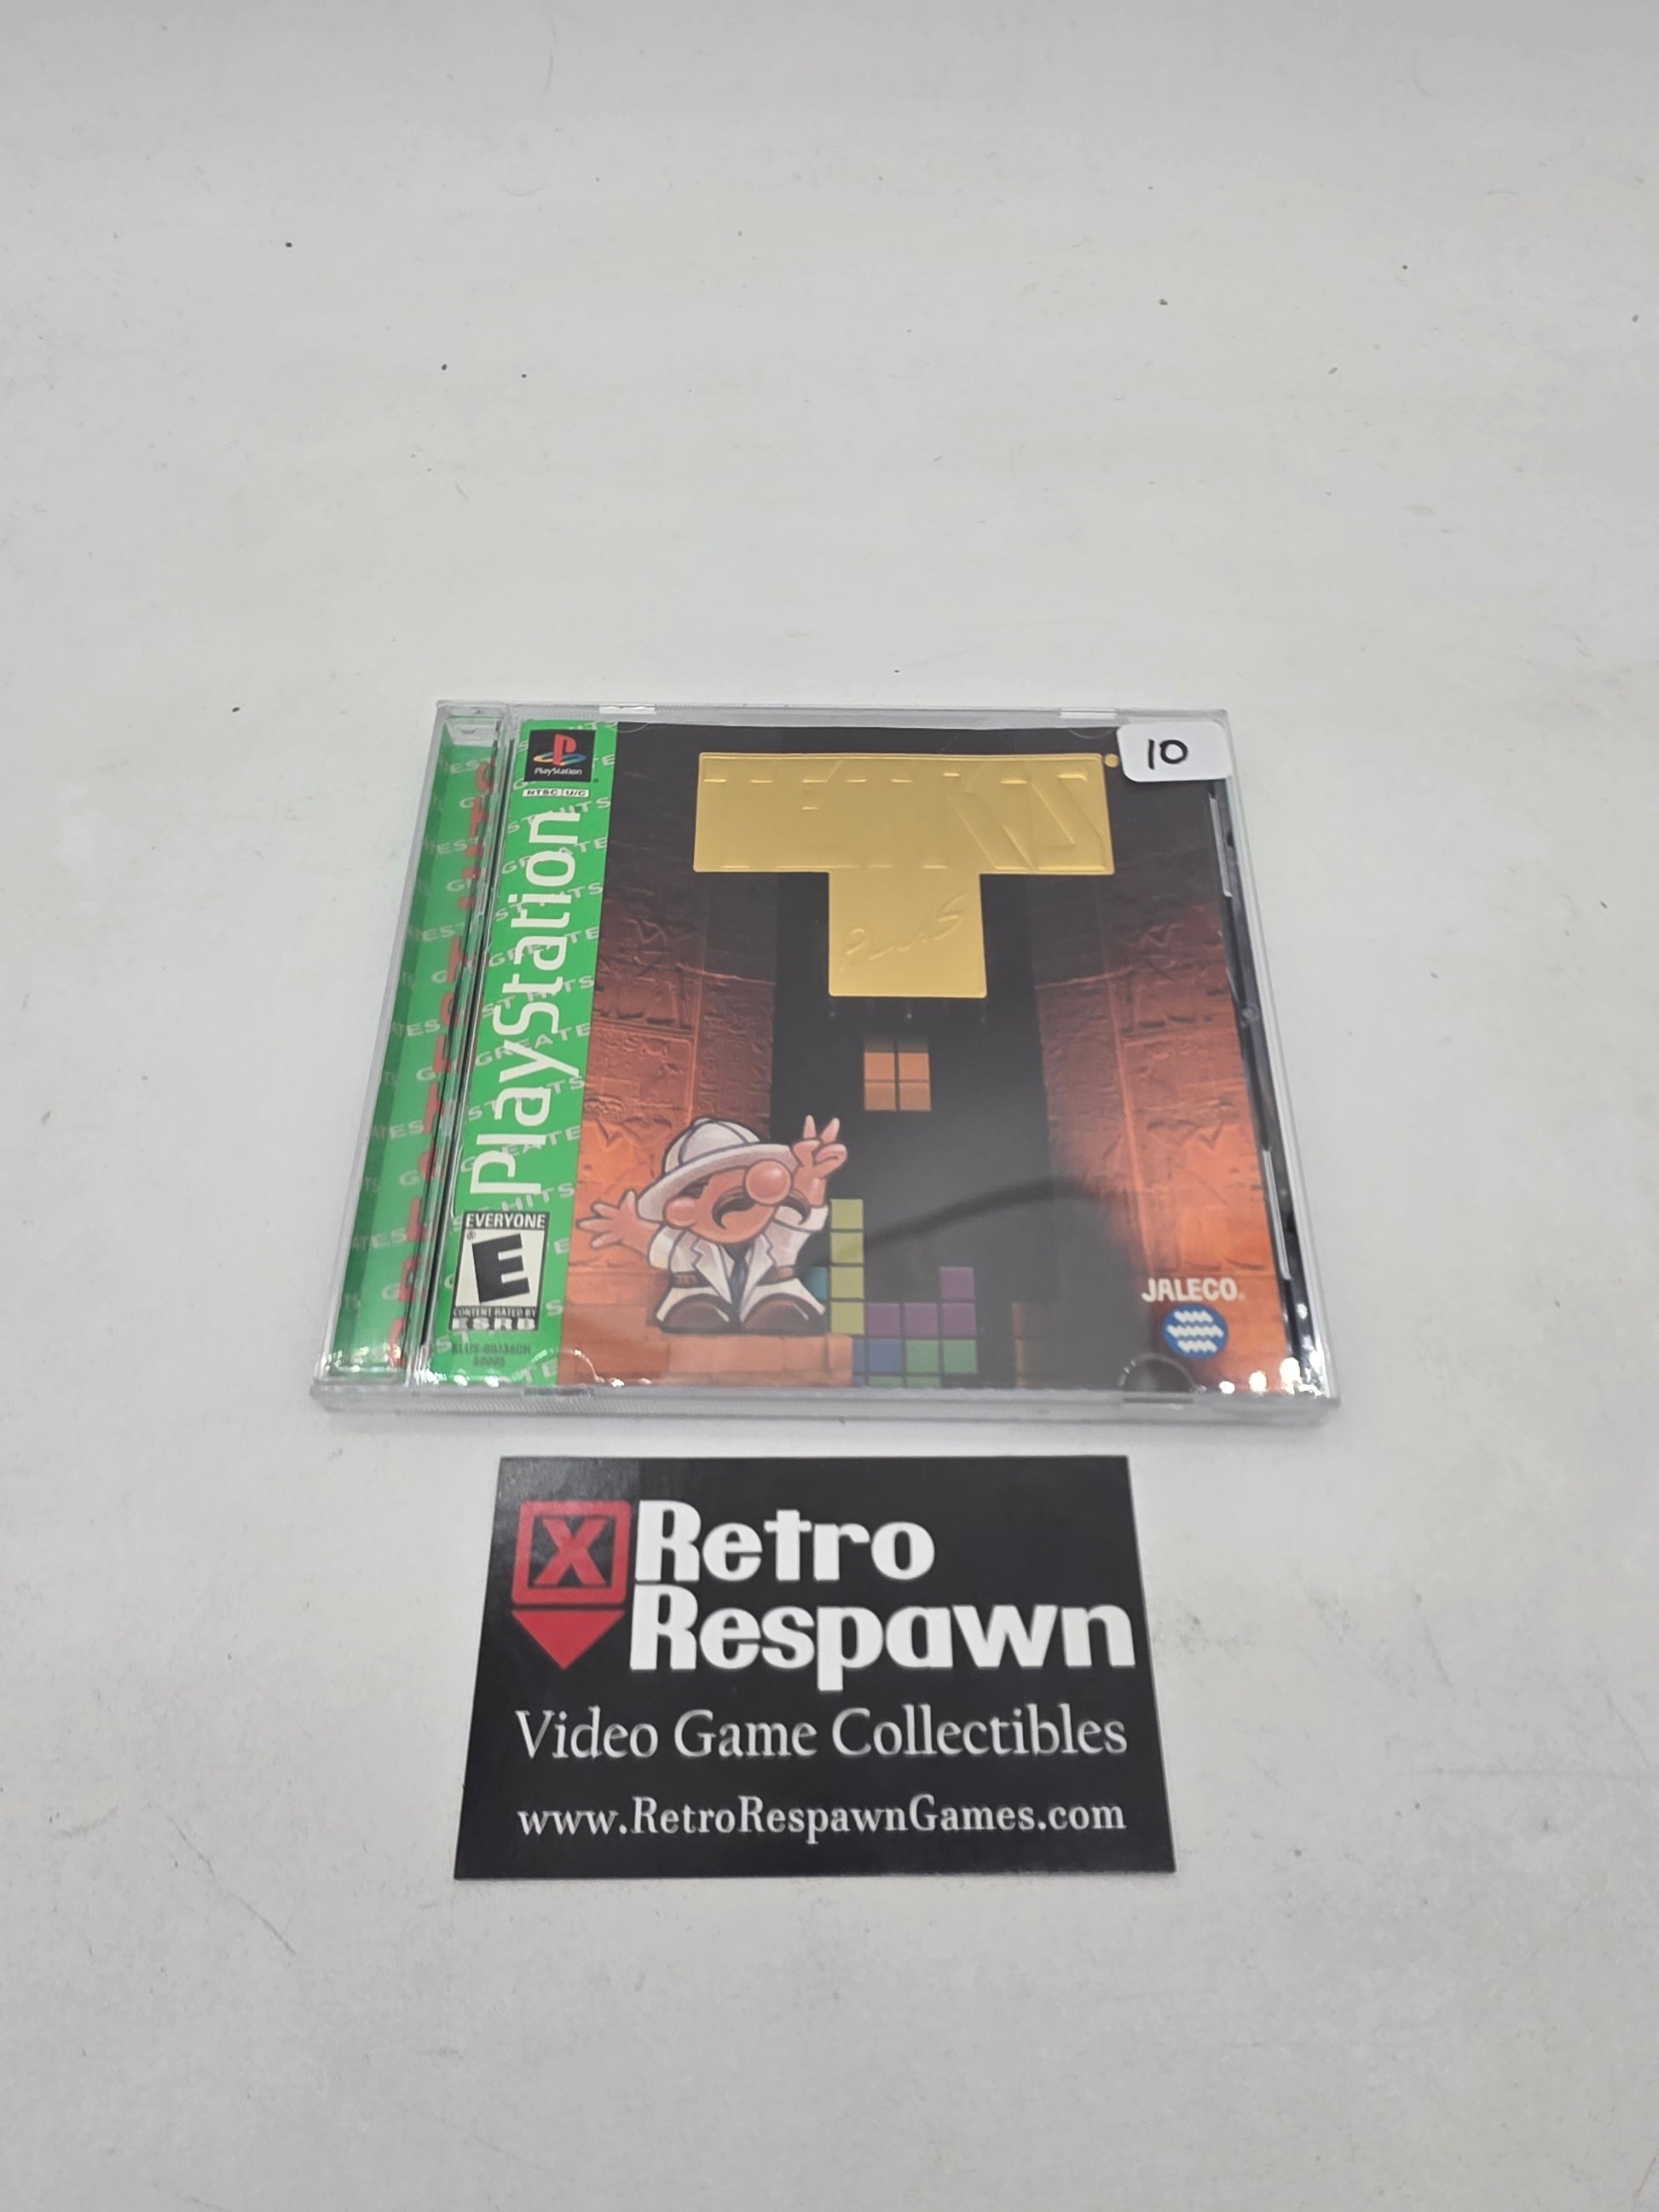 PlayStation
NTSC U/C
PlayStation
EVERYONE
E
CONTENT RATED BY
ESRB
GREATEST HITS
TETRIS
PLUS
10
JALECO
X Retro
Respawn
Video Game Collectibles
www.RetroRespawnGames.com